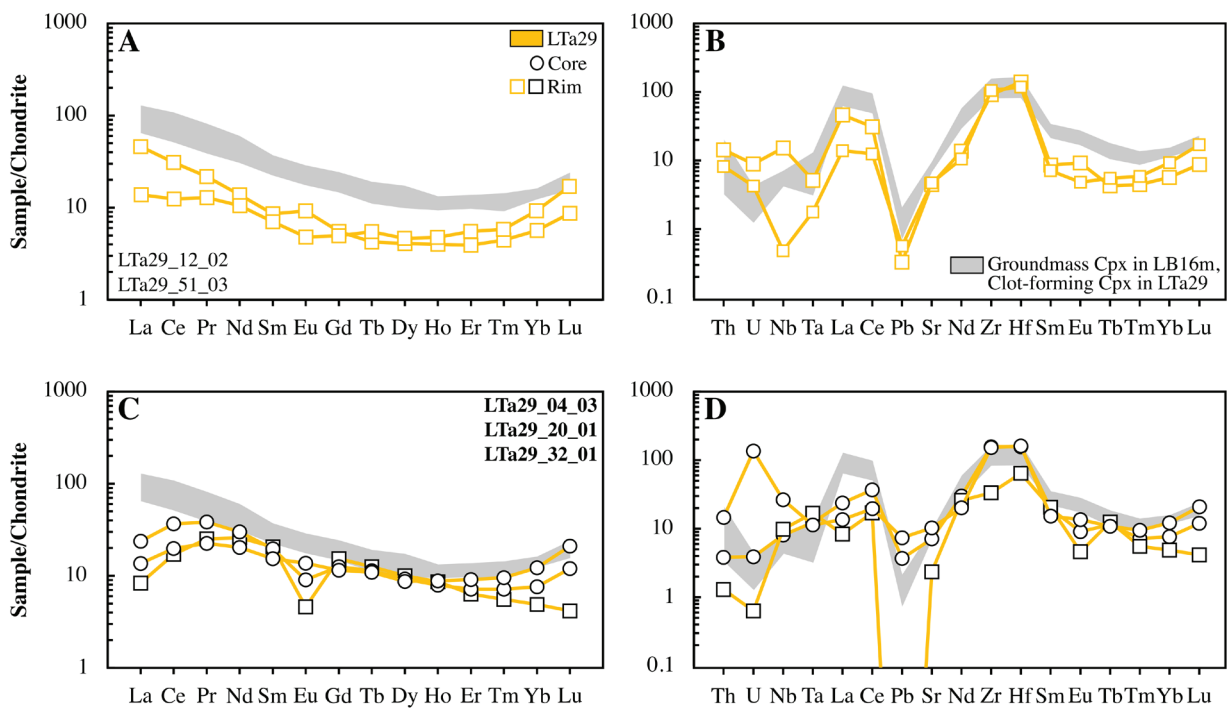 A
1000
100
10
1
Sample/Chondrite
LTa29
Core
Rim
LTa29_12_02
LTa29_51_03
La Ce Pr Nd Sm Eu Gd Tb Dy Ho Er Tm Yb Lu
B
1000
100
10
1
0.1
Groundmass Cpx in LB16m,
Clot-forming Cpx in LTa29
Th U Nb Ta La Ce Pb Sr Nd Zr Hf Sm Eu Tb Tm Yb Lu
C
1000
100
10
1
Sample/Chondrite
LTa29_04_03
LTa29_20_01
LTa29_32_01
La Ce Pr Nd Sm Eu Gd Tb Dy Ho Er Tm Yb Lu
D
1000
100
10
1
0.1
Th U Nb Ta La Ce Pb Sr Nd Zr Hf Sm Eu Tb Tm Yb Lu